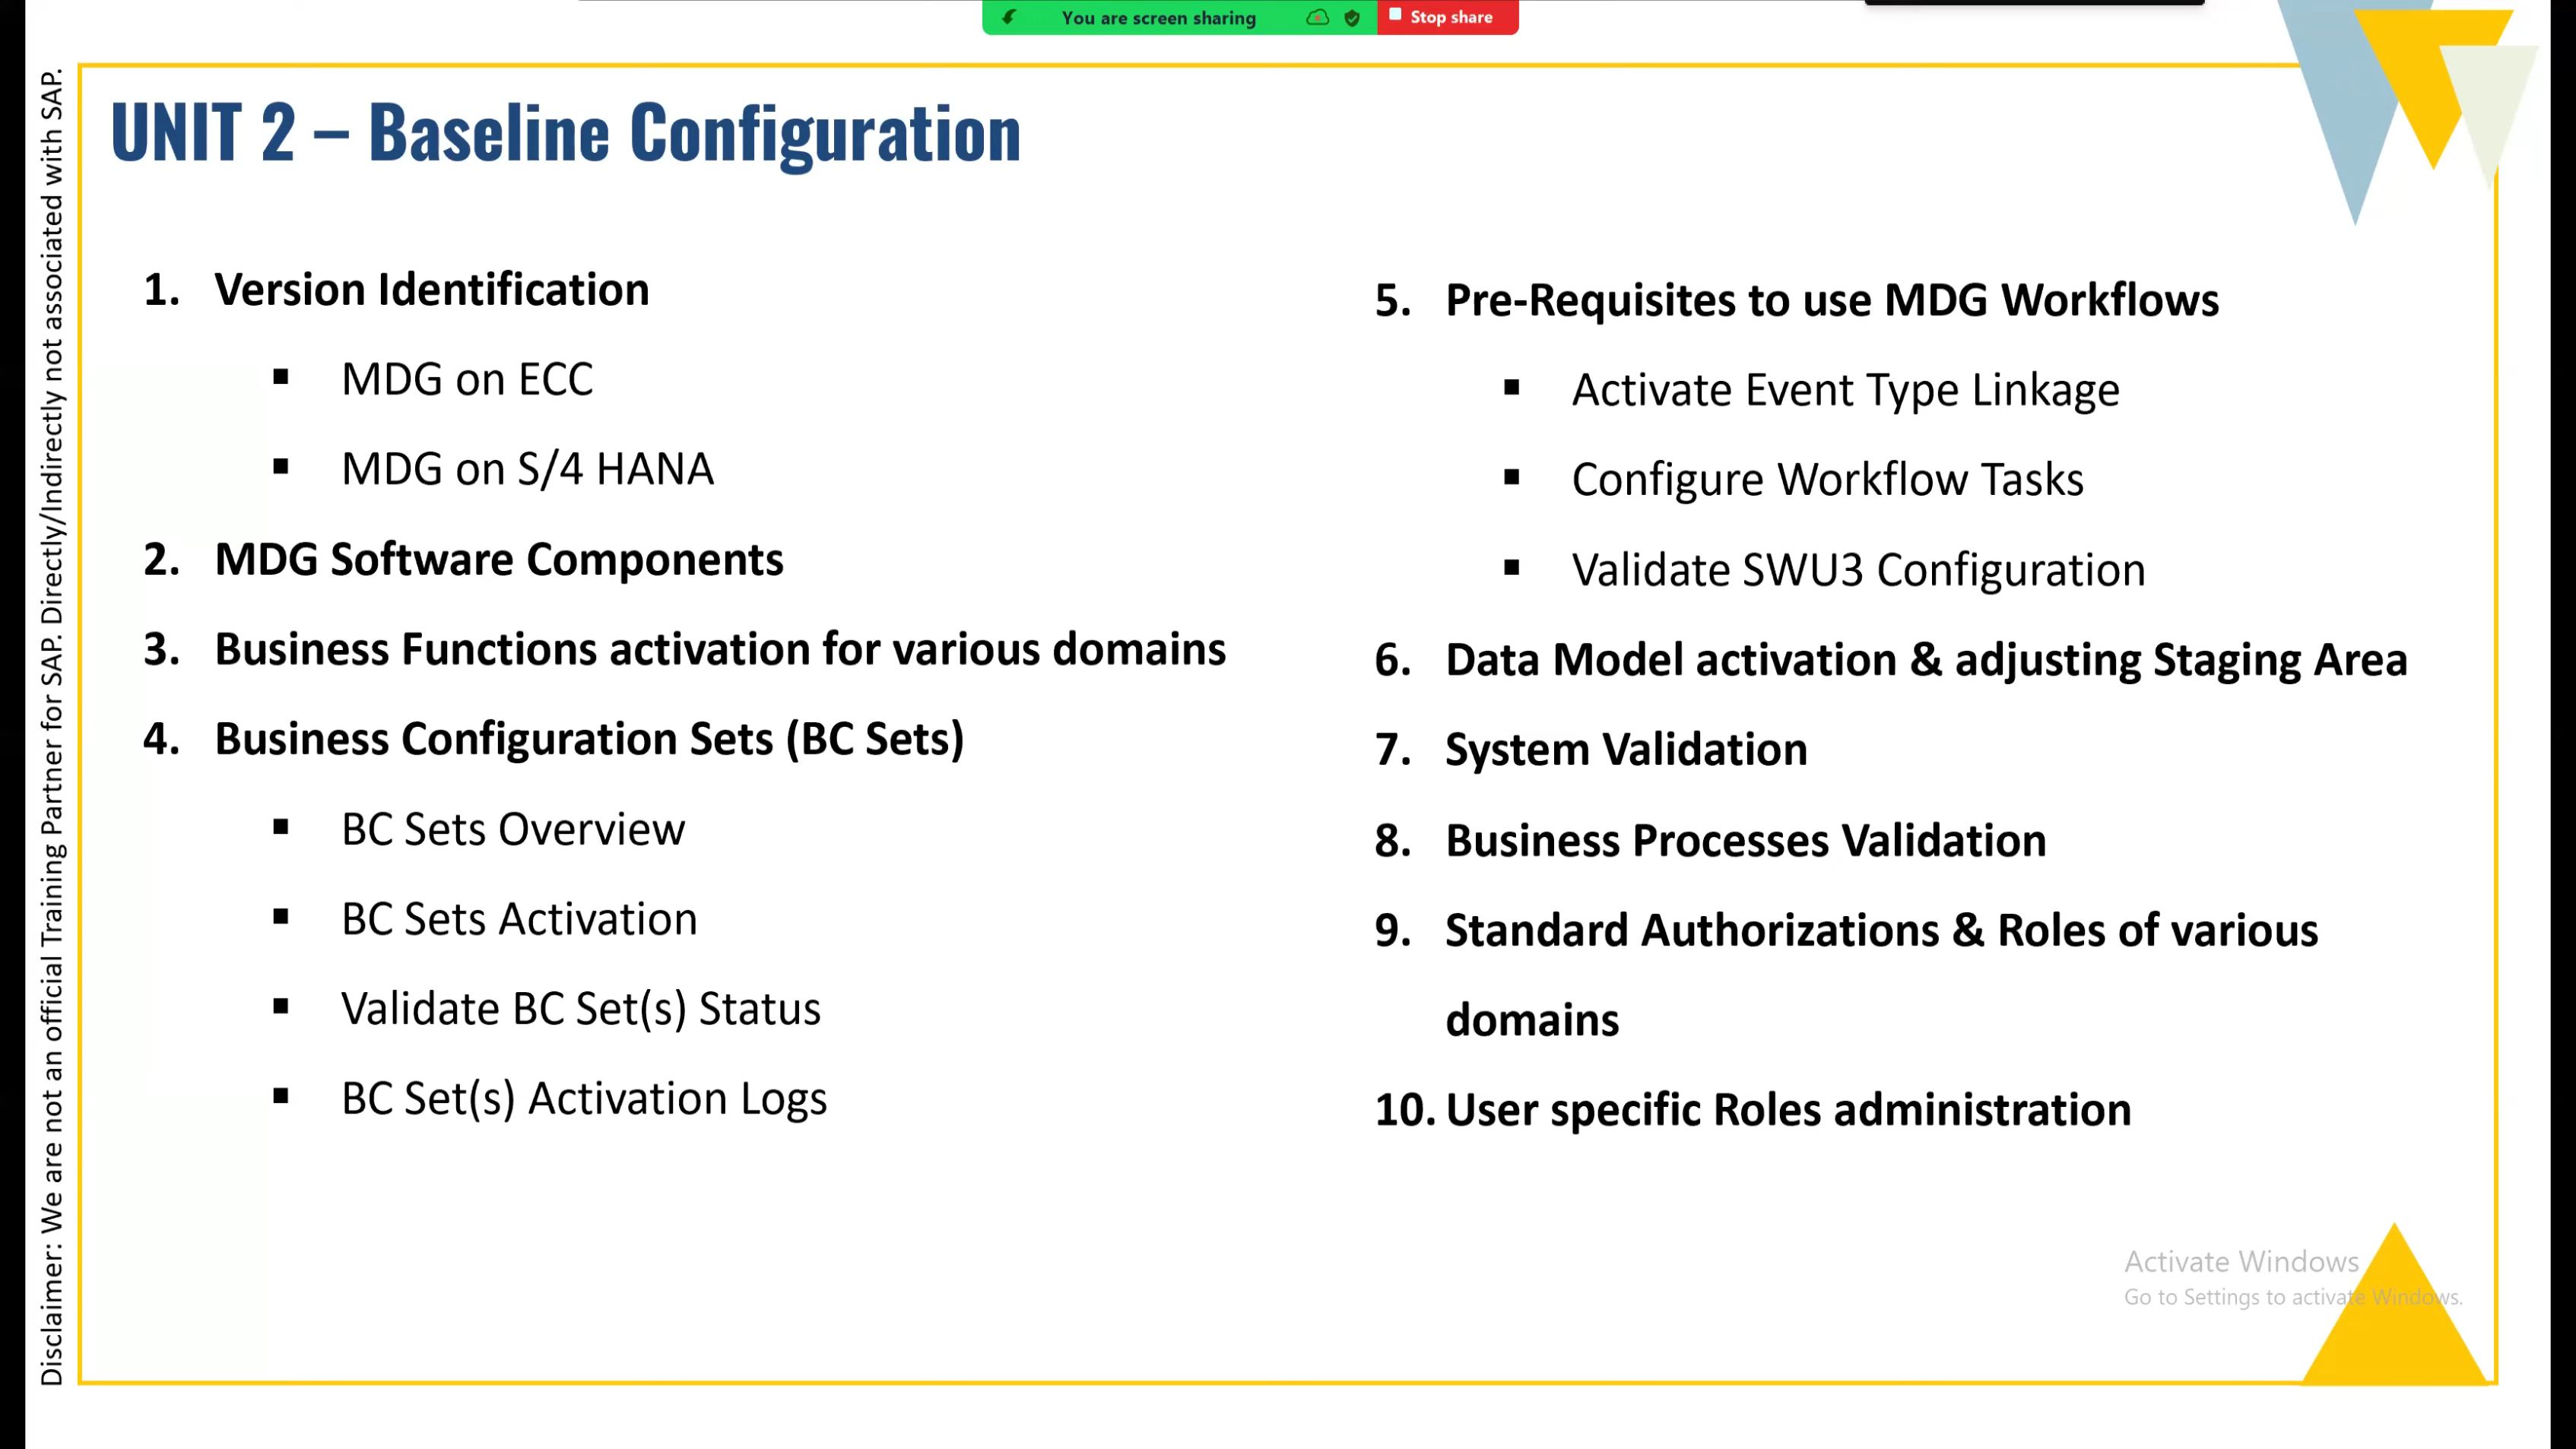 You are screen sharing
Stop share
Disclaimer: We are not an official Training Partner for SAP. Directly/Indirectly not associated with SAP.
UNIT 2 – Baseline Configuration
1. Version Identification
▪ MDG on ECC
▪ MDG on S/4 HANA
2. MDG Software Components
3. Business Functions activation for various domains
4. Business Configuration Sets (BC Sets)
▪ BC Sets Overview
▪ BC Sets Activation
▪ Validate BC Set(s) Status
▪ BC Set(s) Activation Logs
5. Pre-Requisites to use MDG Workflows
▪ Activate Event Type Linkage
▪ Configure Workflow Tasks
▪ Validate SWU3 Configuration
6. Data Model activation & adjusting Staging Area
7. System Validation
8. Business Processes Validation
9. Standard Authorizations & Roles of various
domains
10. User specific Roles administration
Activate Windows
Go to Settings to activate Windows.